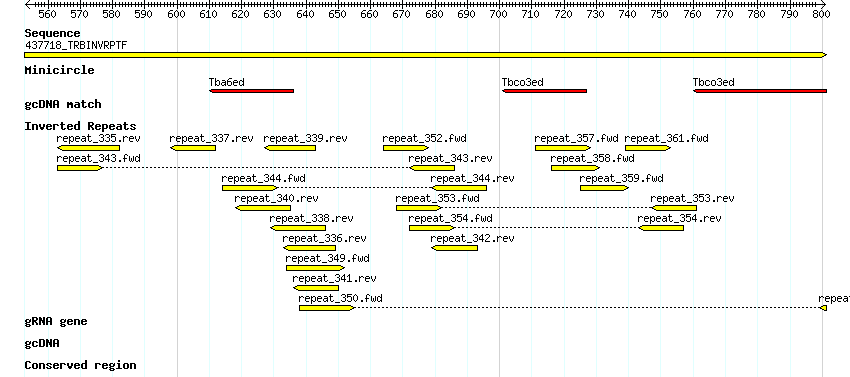 560 570 580 590 600 610 620 630 640 650 660 670 680 690 700 710 720 730 740 750 760 770 780 790 800
Sequence
437718_TRBINVRPTF
Minicircle
Tba6ed Tbco3ed Tbco3ed
gcDNA match
Inverted Repeats
repeat_335.rev repeat_337.rev repeat_339.rev repeat_352.fwd repeat_357.fwd repeat_361.fwd
repeat_343.fwd repeat_343.rev repeat_358.fwd
repeat_344.fwd repeat_344.rev repeat_359.fwd
repeat_340.rev repeat_353.fwd repeat_353.rev
repeat_338.rev repeat_354.fwd repeat_354.rev
repeat_336.rev repeat_342.rev
repeat_349.fwd
repeat_341.rev
repeat_350.fwd repeat
gRNA gene
gcDNA
Conserved region